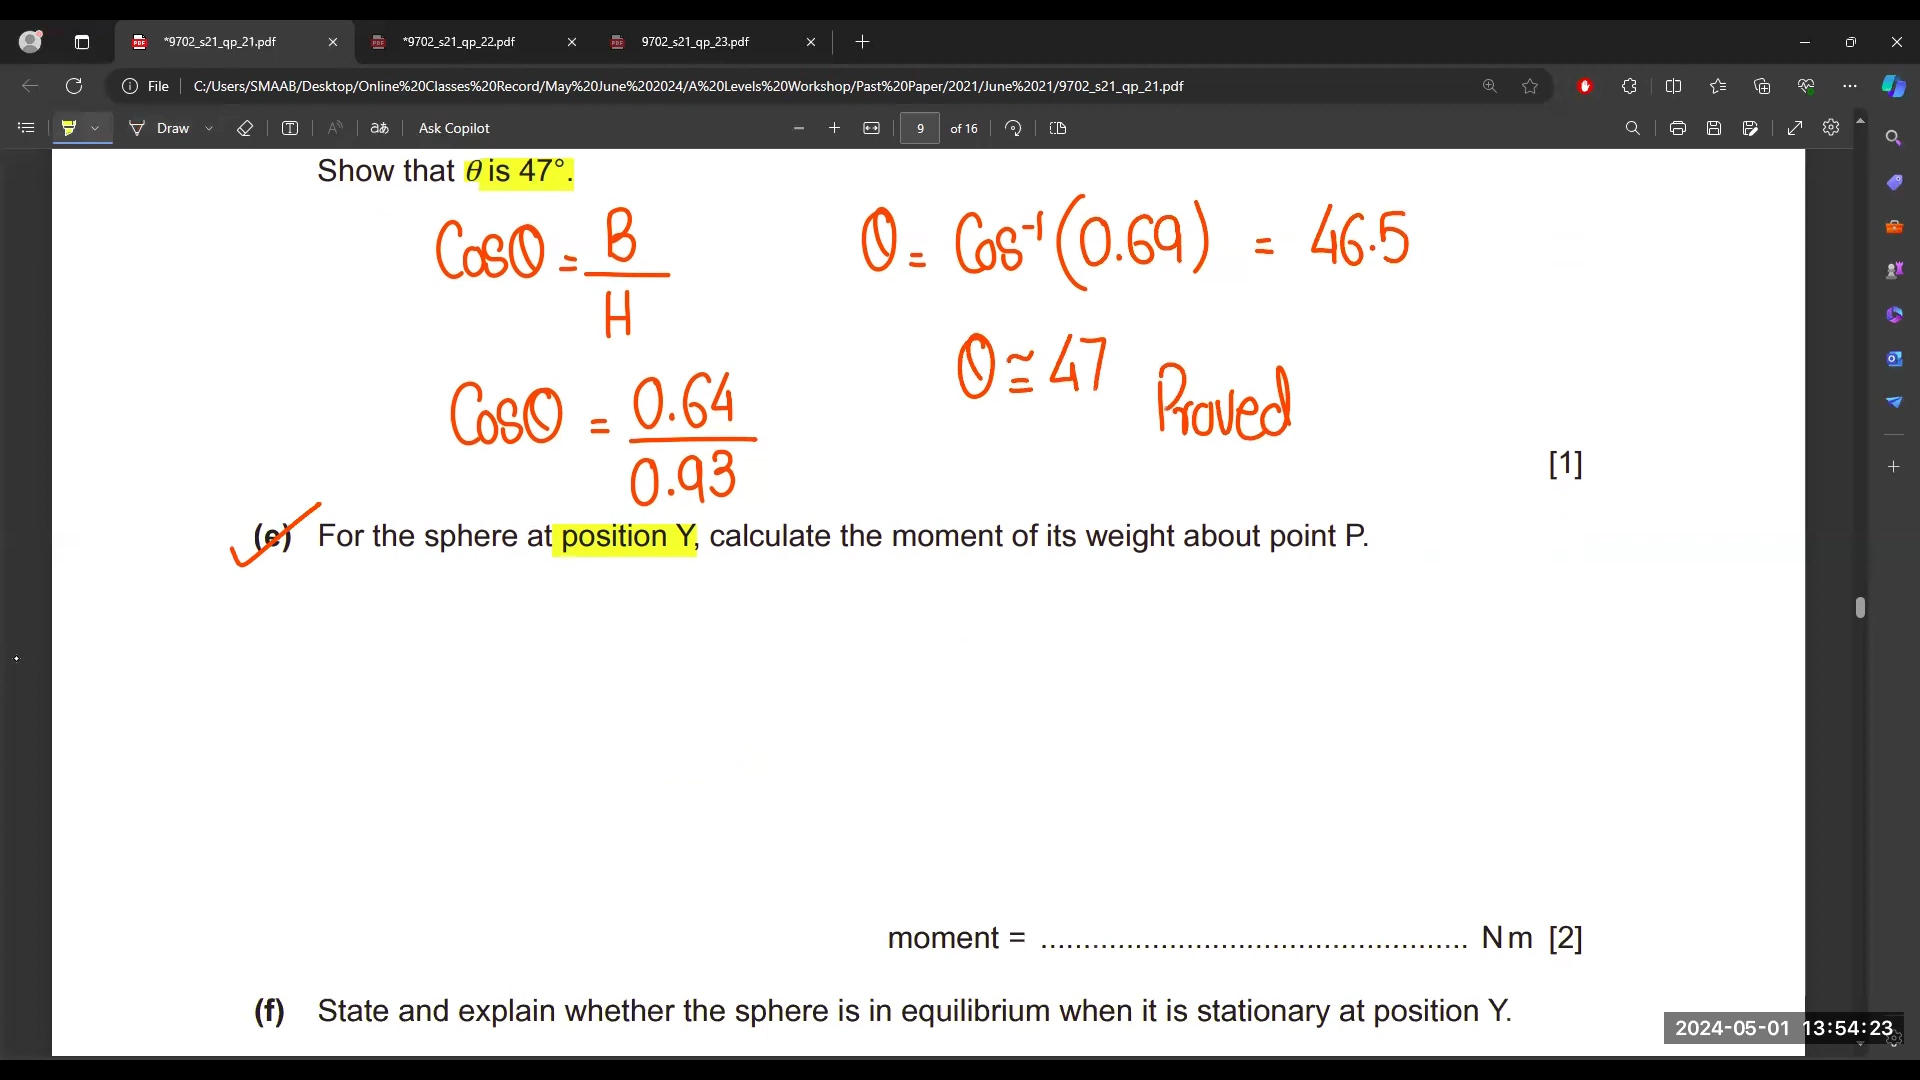 *9702_s21_qp_21.pdf
*9702_s21_qp_22.pdf
9702_s21_qp_23.pdf
File
C:/Users/SMAAB/Desktop/Online%20Classes%20Record/May%20June%202024/A%20Levels%20Workshop/Past%20Paper/2021/June%2021/9702_s21_qp_21.pdf
Draw
Ask Copilot
9 of 16
Show that θ is 47°.
Cosθ = B/H
θ = Cos⁻¹(0.69) = 46.5
θ ≅ 47 Proved
Cosθ = 0.64/0.93
[1]
(e) For the sphere at position Y, calculate the moment of its weight about point P.
moment = ................................................. N m [2]
(f) State and explain whether the sphere is in equilibrium when it is stationary at position Y.
2024-05-01 13:54:23